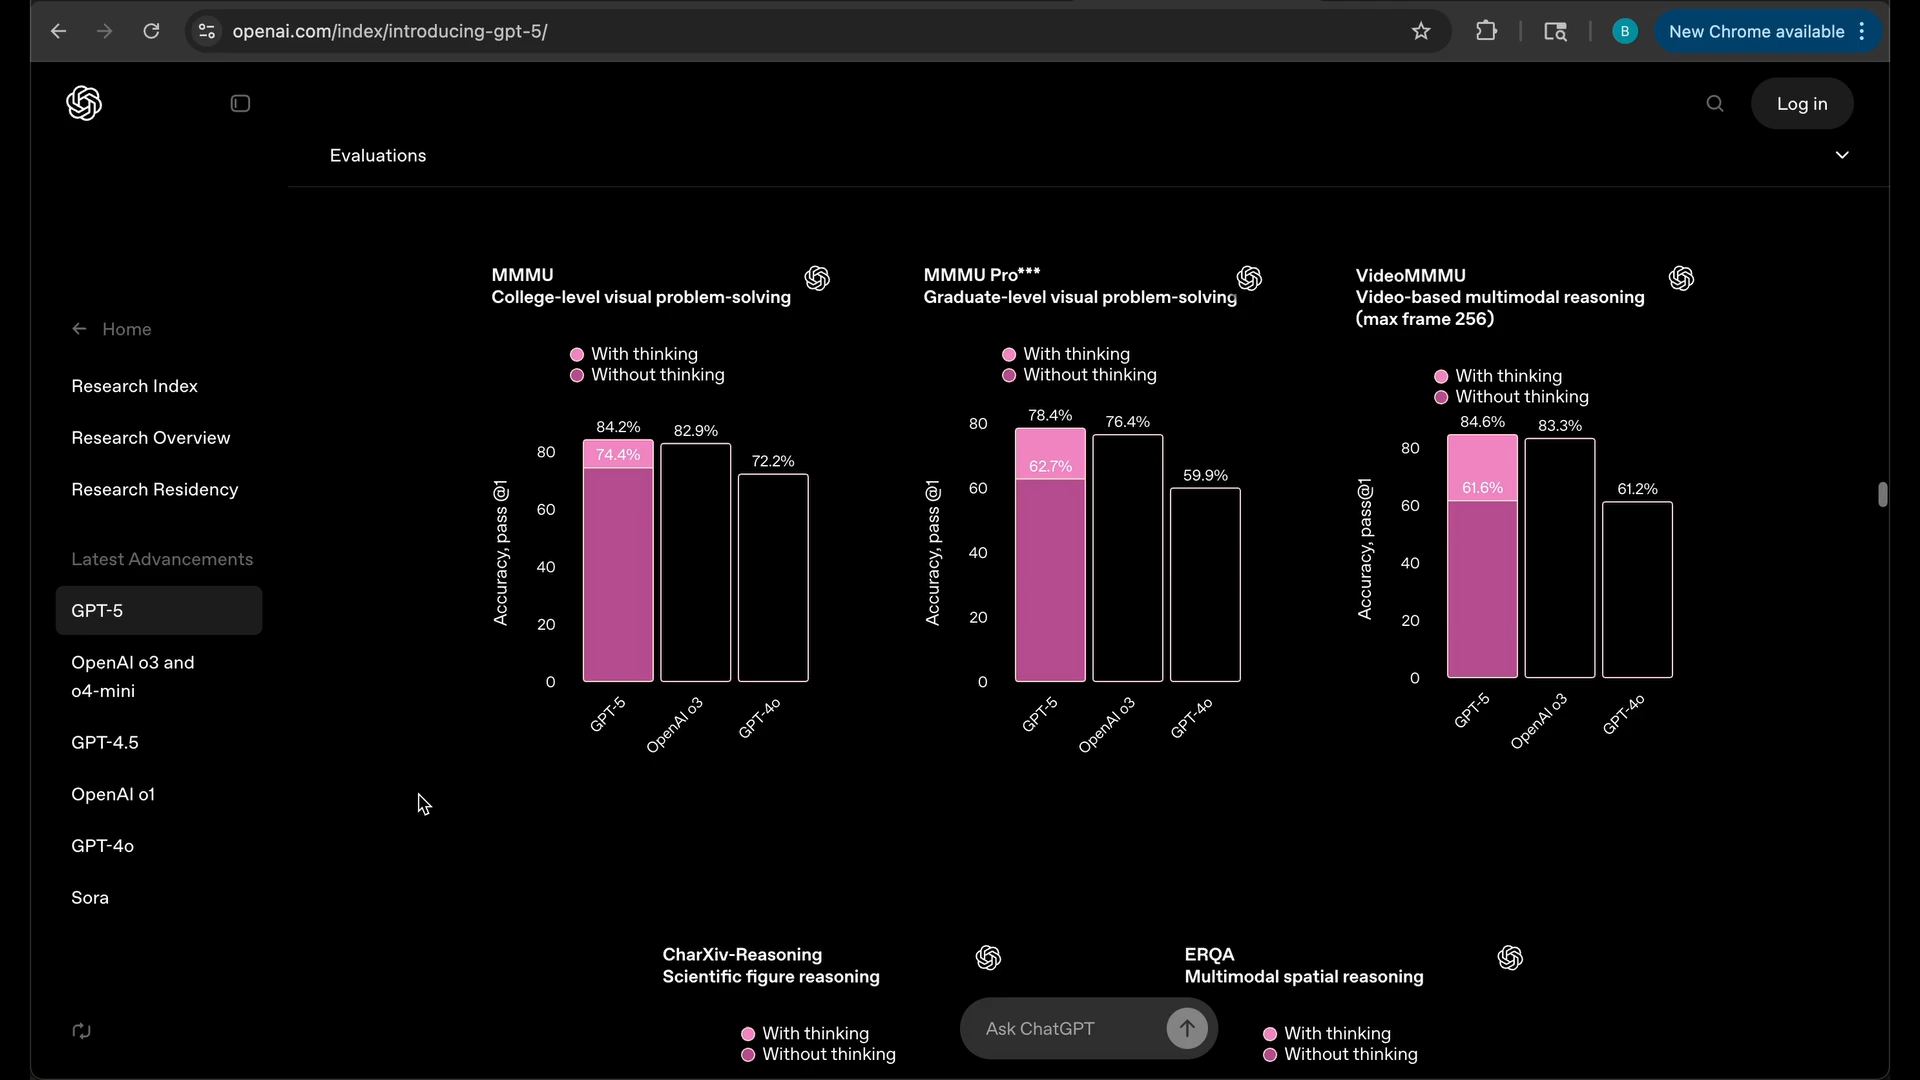 openai.com/index/introducing-gpt-5/
B
New Chrome available
Log in
Evaluations
Home
Research Index
Research Overview
Research Residency
Latest Advancements
GPT-5
OpenAI o3 and
o4-mini
GPT-4.5
OpenAI o1
GPT-4o
Sora
MMMU
College-level visual problem-solving
With thinking
Without thinking
Accuracy, pass @1
80
60
40
20
0
84.2%
74.4%
82.9%
72.2%
GPT-5
OpenAI o3
GPT-4o
MMMU Pro***
Graduate-level visual problem-solving
With thinking
Without thinking
Accuracy, pass @1
80
60
40
20
0
78.4%
62.7%
76.4%
59.9%
GPT-5
OpenAI o3
GPT-4o
VideoMMMU
Video-based multimodal reasoning
(max frame 256)
With thinking
Without thinking
Accuracy, pass@1
80
60
40
20
0
84.6%
61.6%
83.3%
61.2%
GPT-5
OpenAI o3
GPT-4o
CharXiv-Reasoning
Scientific figure reasoning
With thinking
Without thinking
ERQA
Multimodal spatial reasoning
With thinking
Without thinking
Ask ChatGPT